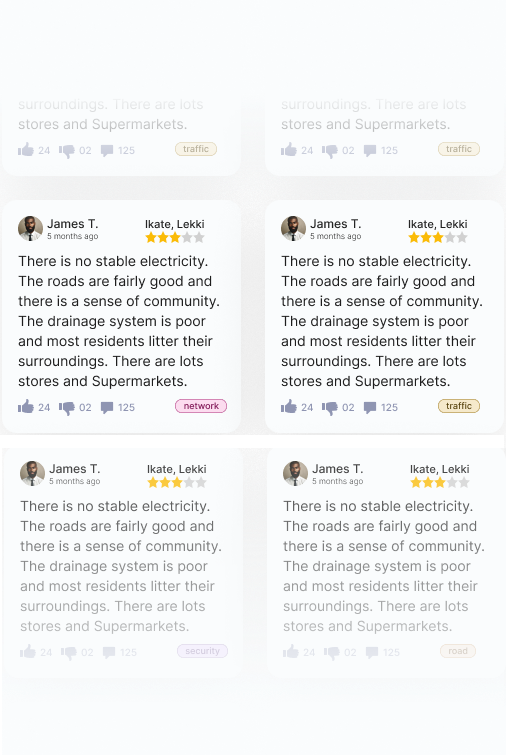 surroundings. There are lots
stores and Supermarkets.
24 02 125 traffic
surroundings. There are lots
stores and Supermarkets.
24 02 125 traffic
James T.
5 months ago
Ikate, Lekki
There is no stable electricity.
The roads are fairly good and
there is a sense of community.
The drainage system is poor
and most residents litter their
surroundings. There are lots
stores and Supermarkets.
24 02 125 network
James T.
5 months ago
Ikate, Lekki
There is no stable electricity.
The roads are fairly good and
there is a sense of community.
The drainage system is poor
and most residents litter their
surroundings. There are lots
stores and Supermarkets.
24 02 125 traffic
James T.
5 months ago
Ikate, Lekki
There is no stable electricity.
The roads are fairly good and
there is a sense of community.
The drainage system is poor
and most residents litter their
surroundings. There are lots
stores and Supermarkets.
24 02 125 security
James T.
5 months ago
Ikate, Lekki
There is no stable electricity.
The roads are fairly good and
there is a sense of community.
The drainage system is poor
and most residents litter their
surroundings. There are lots
stores and Supermarkets.
24 02 125 road